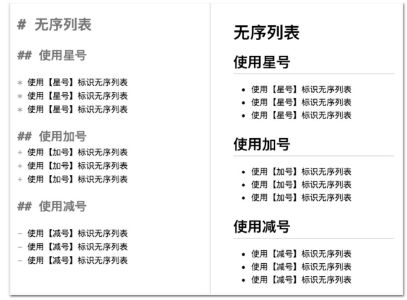 # 无序列表
## 使用星号
* 使用【星号】标识无序列表
* 使用【星号】标识无序列表
* 使用【星号】标识无序列表
## 使用加号
+ 使用【加号】标识无序列表
+ 使用【加号】标识无序列表
+ 使用【加号】标识无序列表
## 使用减号
- 使用【减号】标识无序列表
- 使用【减号】标识无序列表
- 使用【减号】标识无序列表
无序列表
使用星号
• 使用【星号】标识无序列表
• 使用【星号】标识无序列表
• 使用【星号】标识无序列表
使用加号
• 使用【加号】标识无序列表
• 使用【加号】标识无序列表
• 使用【加号】标识无序列表
使用减号
• 使用【减号】标识无序列表
• 使用【减号】标识无序列表
• 使用【减号】标识无序列表